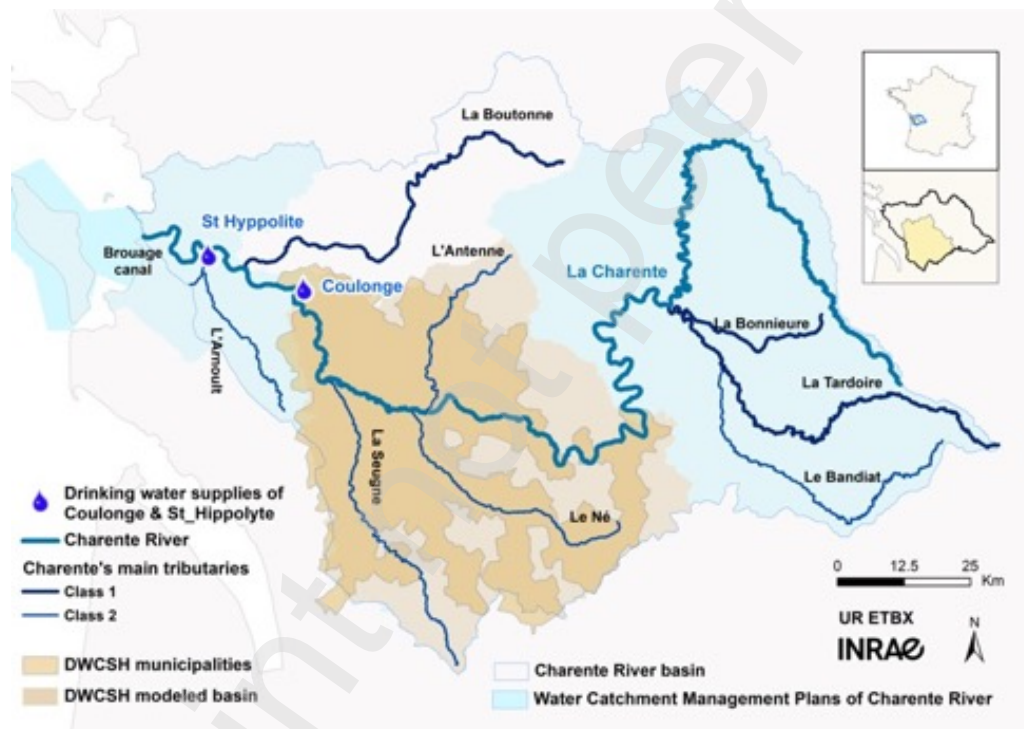 La Boutonne
St Hyppolite
L'Antenne
Brouage
canal
La Charente
Coulonge
La Bonnieure
L'Arnoult
La Tardoire
La Seugne
Le Bandiat
Le Né
Drinking water supplies of
Coulonge & St_Hippolyte
Charente River
Charente's main tributaries
Class 1
Class 2
DWCSH municipalities
DWCSH modeled basin
Charente River basin
Water Catchment Management Plans of Charente River
0 12.5 25
Km
UR ETBX
INRAE
N
int not peer